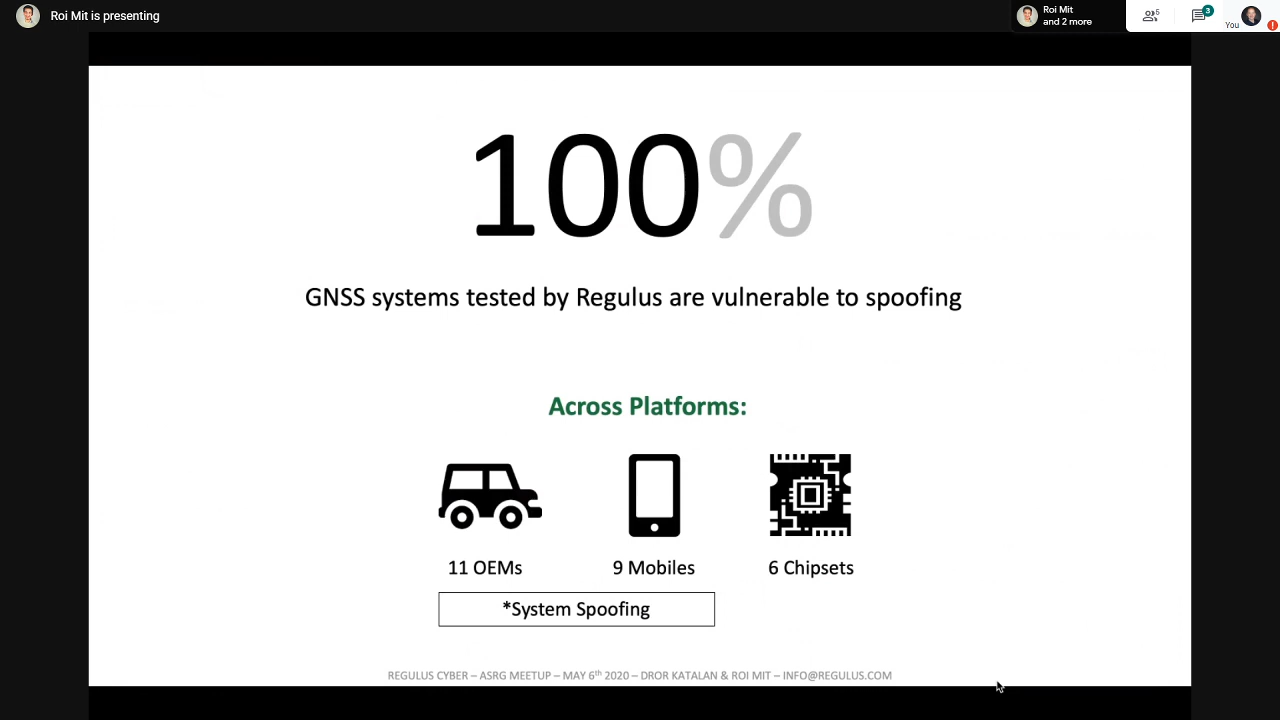 Roi Mit is presenting
Roi Mit
and 2 more
5
3
You
100%
GNSS systems tested by Regulus are vulnerable to spoofing
Across Platforms:
11 OEMs
9 Mobiles
6 Chipsets
*System Spoofing
REGULUS CYBER – ASRG MEETUP – MAY 6th 2020 – DROR KATALAN & ROI MIT – INFO@REGULUS.COM